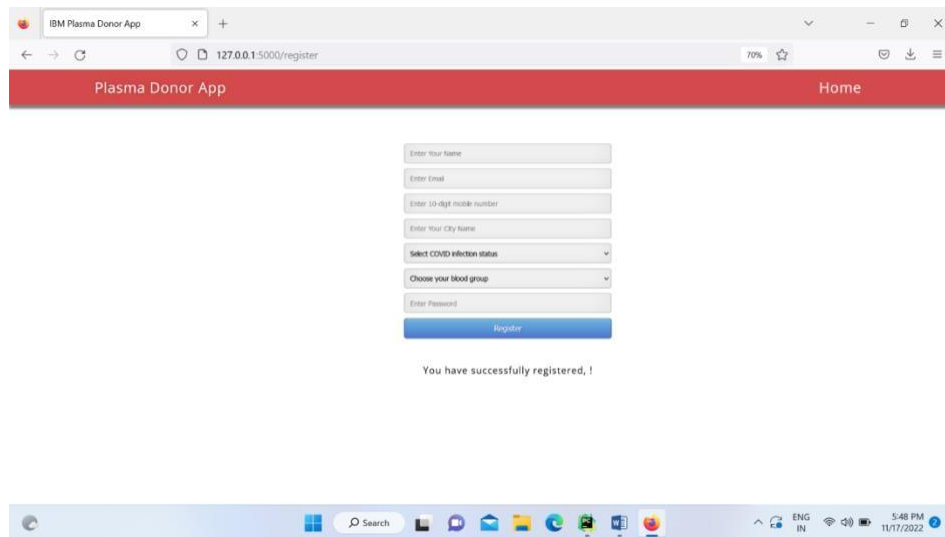 IBM Plasma Donor App
127.0.0.1:5000/register
70%
Plasma Donor App
Home
Enter Your Name
Enter Email
Enter 10-digit mobile number
Enter Your City Name
Select COVID infection status
Choose your blood group
Enter Password
Register
You have successfully registered, !
Search
ENG
IN
5:48 PM
11/17/2022
2